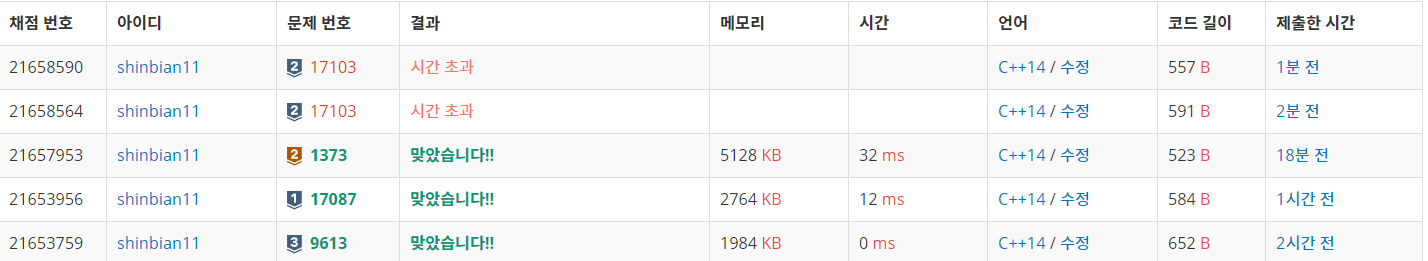 채점 번호 아이디 문제 번호 결과 메모리 시간 언어 코드 길이 제출한 시간
21658590 shinbian11 2 17103 시간 초과 C++14 / 수정 557 B 1분 전
21658564 shinbian11 2 17103 시간 초과 C++14 / 수정 591 B 2분 전
21657953 shinbian11 2 1373 맞았습니다!! 5128 KB 32 ms C++14 / 수정 523 B 18분 전
21653956 shinbian11 1 17087 맞았습니다!! 2764 KB 12 ms C++14 / 수정 584 B 1시간 전
21653759 shinbian11 3 9613 맞았습니다!! 1984 KB 0 ms C++14 / 수정 652 B 2시간 전